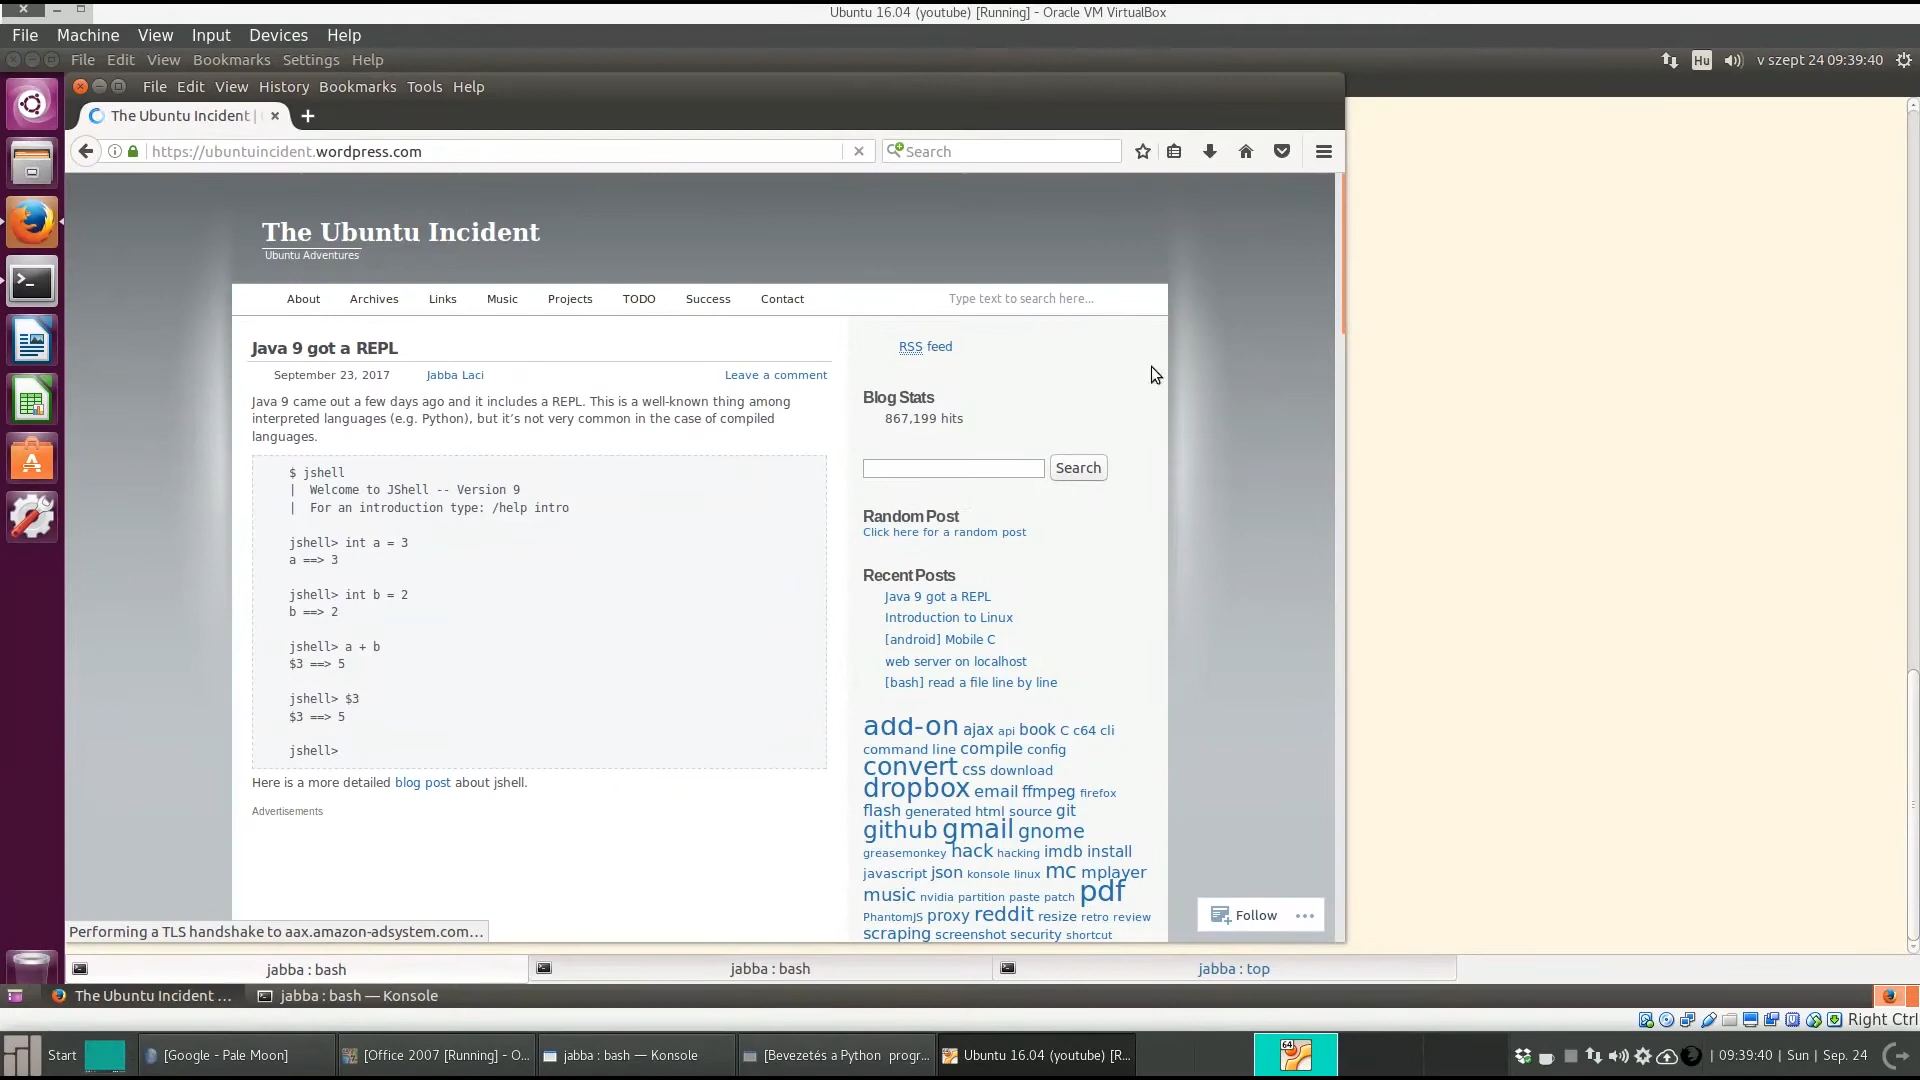 Ubuntu 16.04 (youtube) [Running] - Oracle VM VirtualBox
File Machine View Input Devices Help
File Edit View Bookmarks Settings Help
Hu v szept 24 09:39:40
File Edit View History Bookmarks Tools Help
The Ubuntu Incident |
https://ubuntuincident.wordpress.com
Search
The Ubuntu Incident
Ubuntu Adventures
About Archives Links Music Projects TODO Success Contact
Type text to search here...
Java 9 got a REPL
September 23, 2017 Jabba Laci Leave a comment
Java 9 came out a few days ago and it includes a REPL. This is a well-known thing among
interpreted languages (e.g. Python), but it’s not very common in the case of compiled
languages.
$ jshell
| Welcome to JShell -- Version 9
| For an introduction type: /help intro
jshell> int a = 3
a ==> 3
jshell> int b = 2
b ==> 2
jshell> a + b
$3 ==> 5
jshell> $3
$3 ==> 5
jshell>
Here is a more detailed blog post about jshell.
Advertisements
RSS feed
Blog Stats
867,199 hits
Search
Random Post
Click here for a random post
Recent Posts
Java 9 got a REPL
Introduction to Linux
[android] Mobile C
web server on localhost
[bash] read a file line by line
add-on ajax api book C c64 cli
command line compile config
convert css download
dropbox email ffmpeg firefox
flash generated html source git
github gmail gnome
greasemonkey hack hacking imdb install
javascript json konsole linux mc mplayer
music nvidia partition paste patch pdf
PhantomJS proxy reddit resize retro review
scraping screenshot security shortcut
Follow
Performing a TLS handshake to aax.amazon-adsystem.com…
jabba : bash jabba : bash jabba : top
The Ubuntu Incident ... jabba : bash — Konsole
Right Ctrl
Start [Google - Pale Moon] [Office 2007 [Running] - O... jabba : bash — Konsole [Bevezetés a Python progr... Ubuntu 16.04 (youtube) [R...
64
| 09:39:40 | Sun | Sep. 24